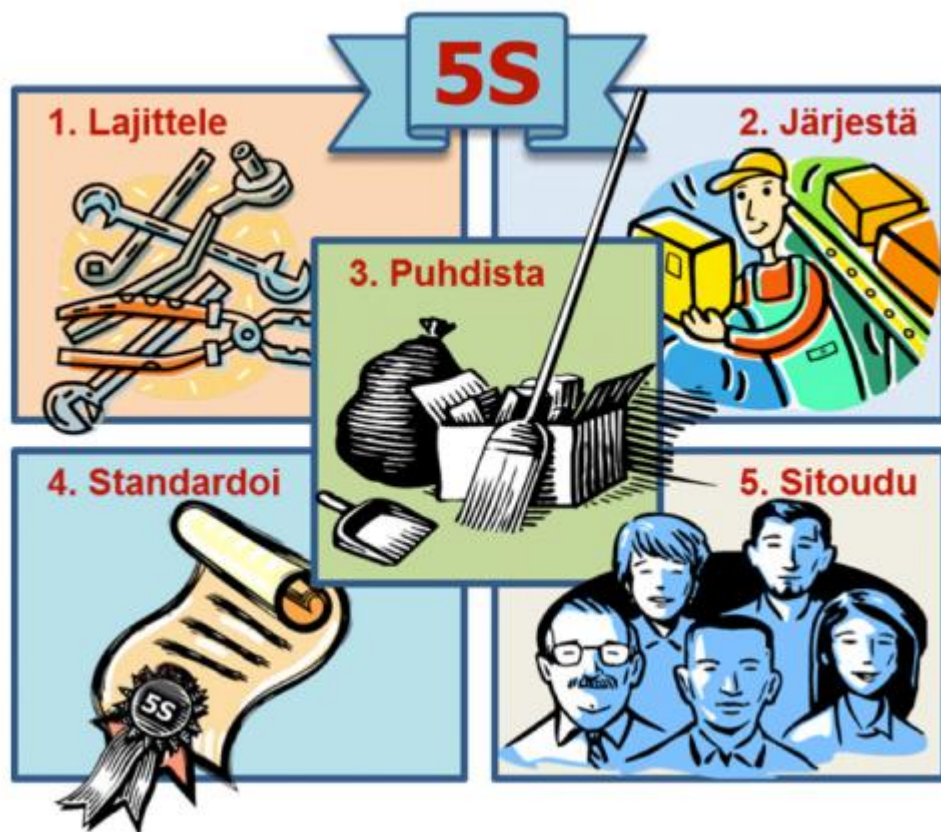 5S
1. Lajittele
2. Järjestä
3. Puhdista
4. Standardoi
5. Sitoudu
5S